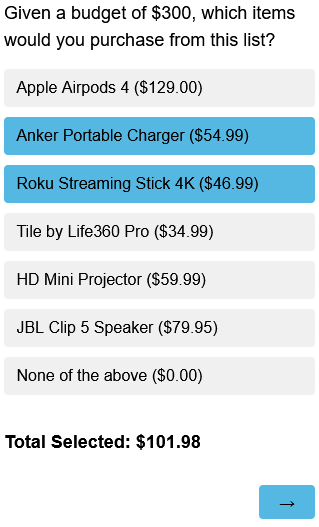 Given a budget of $300, which items
would you purchase from this list?
Apple Airpods 4 ($129.00)
Anker Portable Charger ($54.99)
Roku Streaming Stick 4K ($46.99)
Tile by Life360 Pro ($34.99)
HD Mini Projector ($59.99)
JBL Clip 5 Speaker ($79.95)
None of the above ($0.00)
Total Selected: $101.98
→